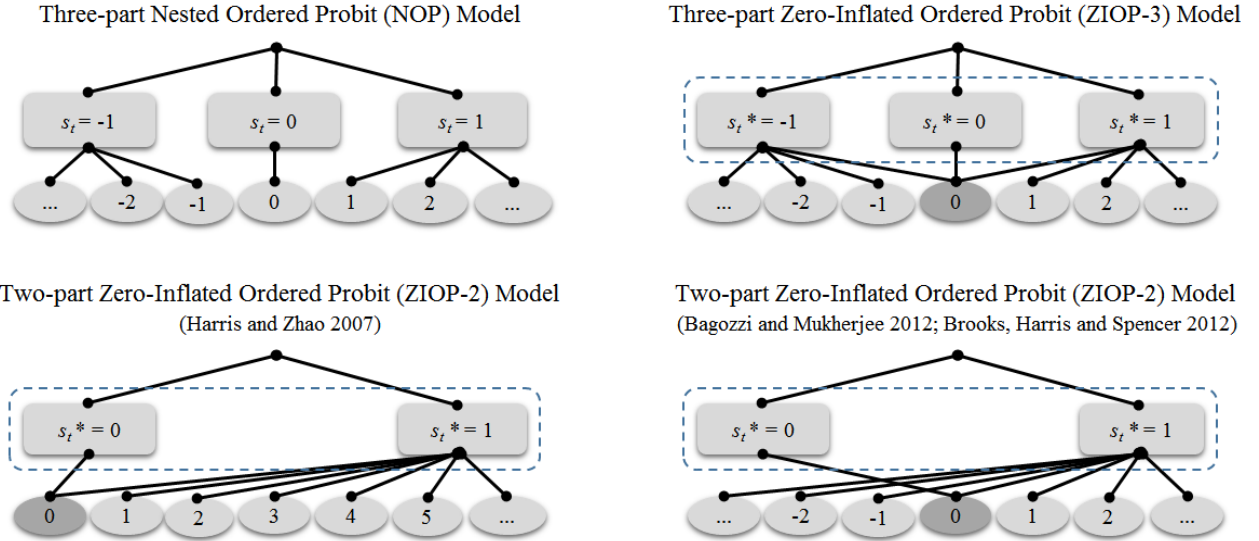 Three-part Nested Ordered Probit (NOP) Model
s_t = -1
s_t = 0
s_t = 1
...
-2
-1
0
1
2
...
Three-part Zero-Inflated Ordered Probit (ZIOP-3) Model
s_t * = -1
s_t * = 0
s_t * = 1
...
-2
-1
0
1
2
...
Two-part Zero-Inflated Ordered Probit (ZIOP-2) Model
(Harris and Zhao 2007)
s_t * = 0
s_t * = 1
0
1
2
3
4
5
...
Two-part Zero-Inflated Ordered Probit (ZIOP-2) Model
(Bagozzi and Mukherjee 2012; Brooks, Harris and Spencer 2012)
s_t * = 0
s_t * = 1
...
-2
-1
0
1
2
...